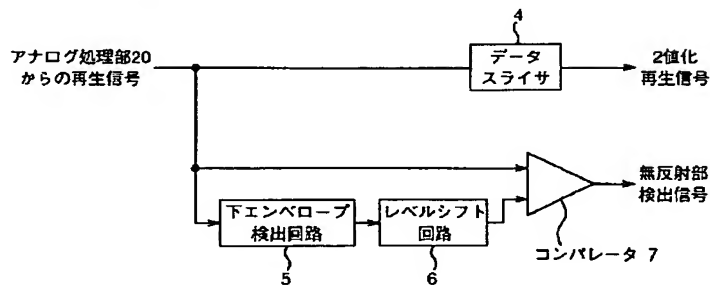 4
アナログ処理部20
からの再生信号
データ
スライサ
2値化
再生信号
無反射部
検出信号
下エンベロープ
検出回路
レベルシフト
回路
コンパレータ 7
5
6